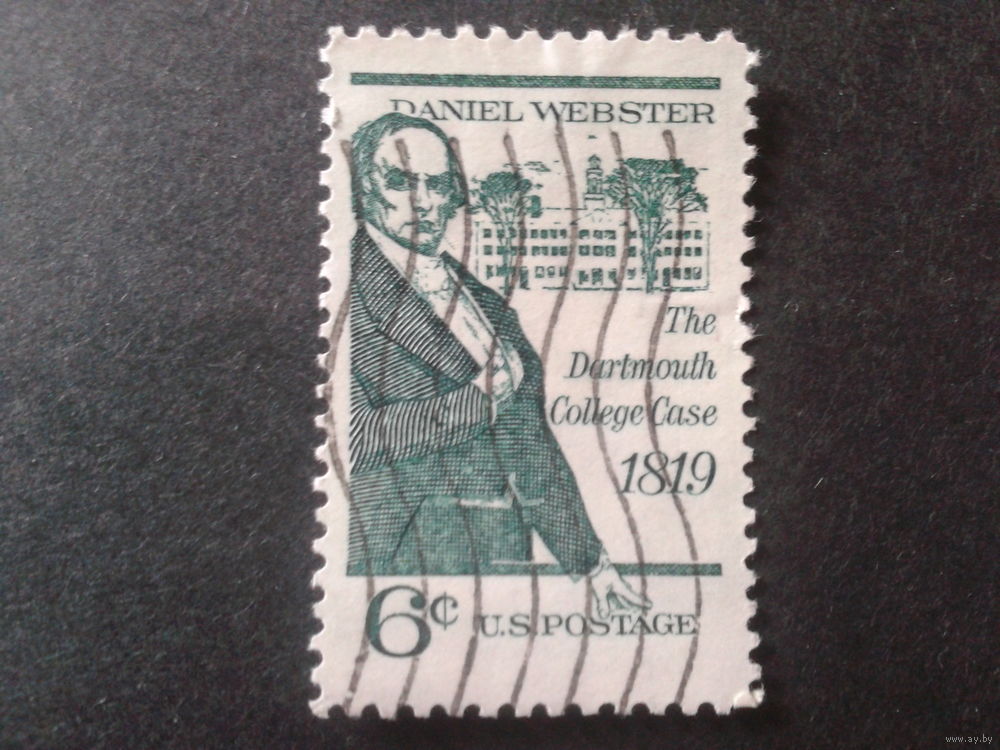 DANIEL WEBSTER
The
Dartmouth
College Case
1819
6¢ U.S. POSTAGE
www.ay.by